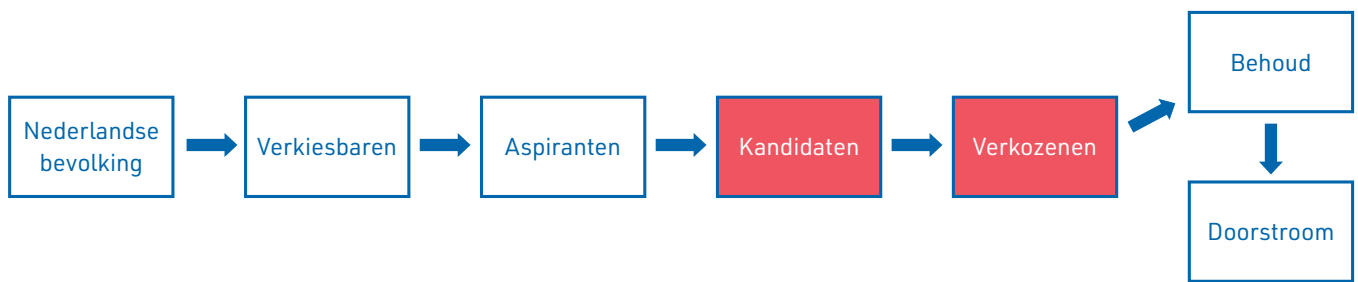 Nederlandse
bevolking
Verkiesbaren
Aspiranten
Kandidaten
Verkozenen
Behoud
Doorstroom